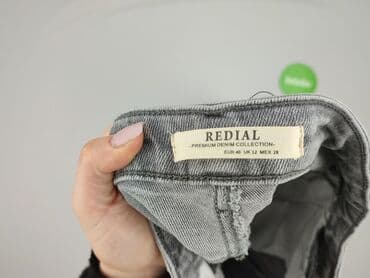 REDIAL
-PREMIUM DENIM COLLECTION-
EUR 40 UK 12 MEX 28